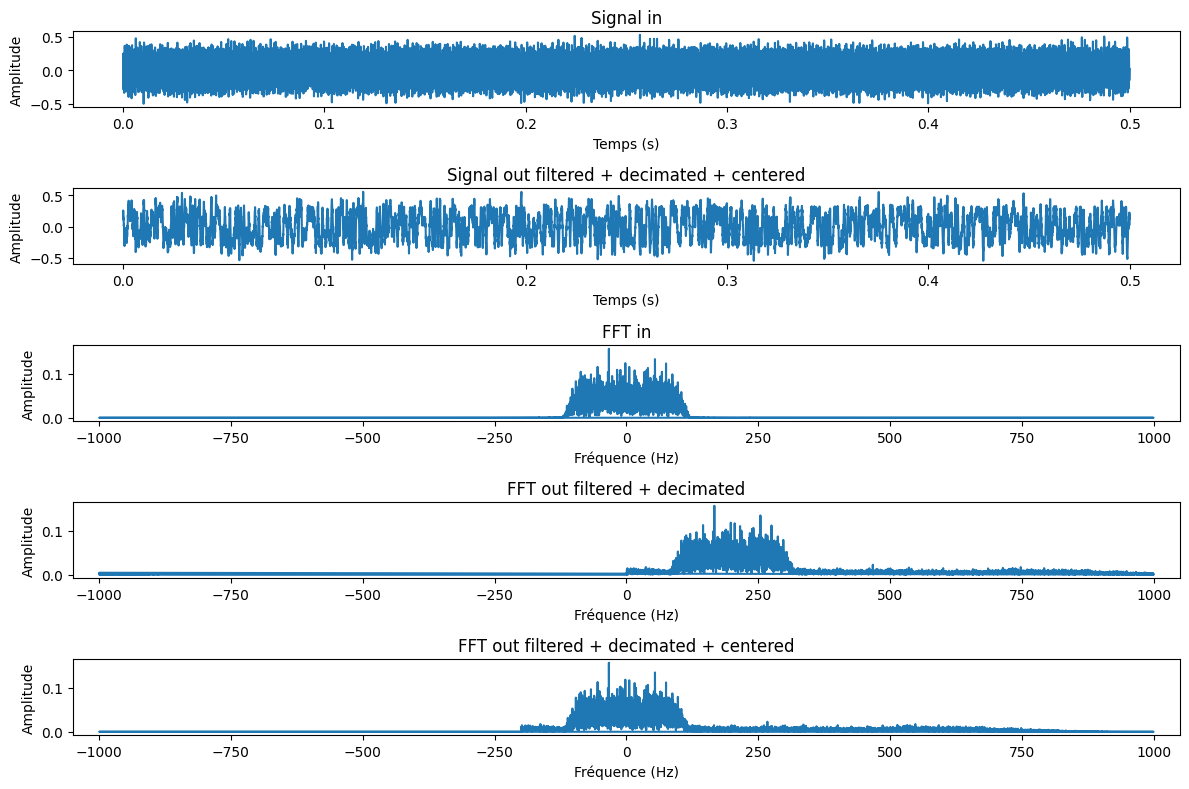 Signal in
Amplitude
0.5
0.0
−0.5
0.0 0.1 0.2 0.3 0.4 0.5
Temps (s)
Signal out filtered + decimated + centered
Amplitude
0.5
0.0
−0.5
0.0 0.1 0.2 0.3 0.4 0.5
Temps (s)
FFT in
Amplitude
0.1
0.0
−1000 −750 −500 −250 0 250 500 750 1000
Fréquence (Hz)
FFT out filtered + decimated
Amplitude
0.1
0.0
−1000 −750 −500 −250 0 250 500 750 1000
Fréquence (Hz)
FFT out filtered + decimated + centered
Amplitude
0.1
0.0
−1000 −750 −500 −250 0 250 500 750 1000
Fréquence (Hz)